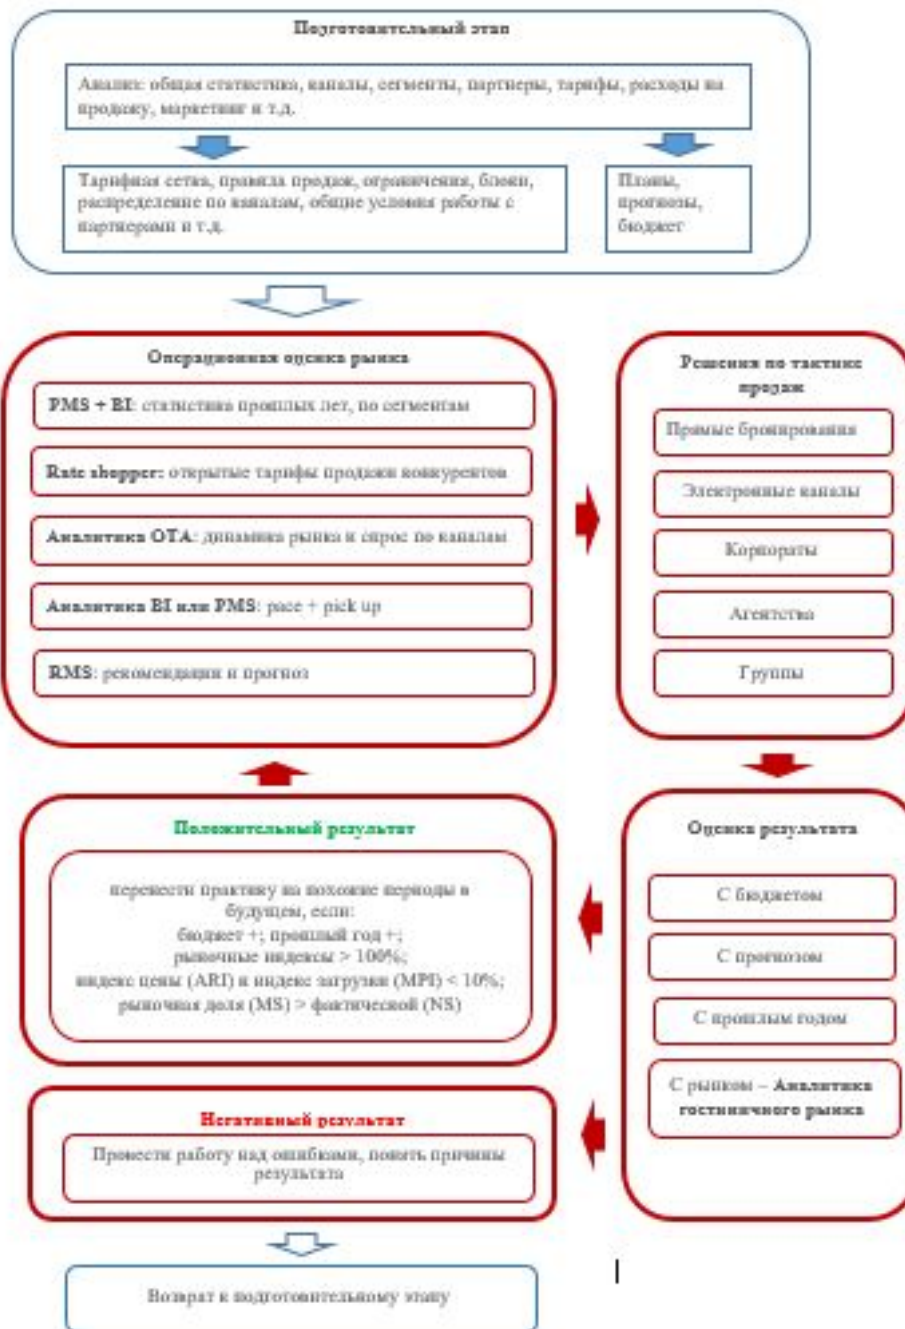 Подготовительный этап
Анализ: общая статистика, каналы, сегменты, партнеры, тарифы, расходы на
продажу, маркетинг и т.д.
Тарифная сетка, правила продаж, ограничения, блоки,
распределение по каналам, общие условия работы с
партнерами и т.д.
Планы,
прогнозы,
бюджет
Операционная оценка рынка
PMS + BI: статистика прошлых лет, по сегментам
Rate shopper: открытые тарифы продажи конкурентов
Аналитика ОТА: динамика рынка и спрос по каналам
Аналитика BI или PMS: pace + pick up
RMS: рекомендации и прогноз
Решения по тактике
продаж
Прямые бронирования
Электронные каналы
Корпораты
Агентства
Группы
Оценка результата
С бюджетом
С прогнозом
С прошлым годом
С рынком – Аналитика
гостиничного рынка
Положительный результат
перенести практику на похожие периоды в
будущем, если:
бюджет +; прошлый год +;
рыночные индексы > 100%;
индекс цены (ARI) и индекс загрузки (MPI) < 10%;
рыночная доля (MS) > фактической (NS)
Негативный результат
Провести работу над ошибками, понять причины
результата
Возврат к подготовительному этапу